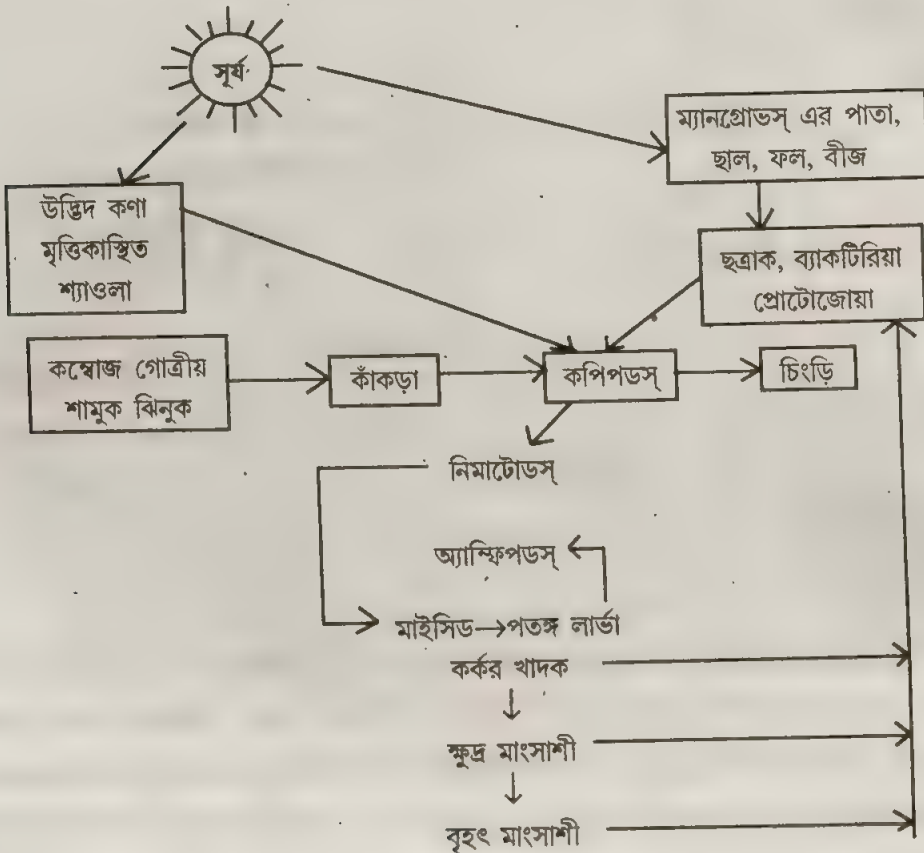 সূর্য
ম্যানগ্রোভস্ এর পাতা,
ছাল, ফল, বীজ
উদ্ভিদ কণা
মৃত্তিকাস্থিত
শ্যাওলা
ছত্রাক, ব্যাকটিরিয়া
প্রোটোজোয়া
কম্বোজ গোত্রীয়
শামুক ঝিনুক
কাঁকড়া
কপিপডস্
চিংড়ি
নিমাটোডস্
অ্যাম্ফিপডস্
মাইসিড→পতঙ্গ লার্ভা
কর্কর খাদক
ক্ষুদ্র মাংসাশী
বৃহৎ মাংসাশী